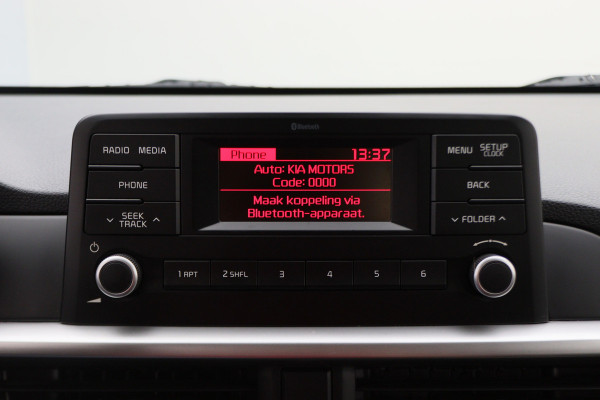 Bluetooth
RADIO MEDIA
PHONE
SEEK
TRACK
Phone 13:37
Auto: KIA MOTORS
Code: 0000
Maak koppeling via
Bluetooth-apparaat.
MENU SETUP
CLOCK
BACK
FOLDER
1 RPT 2 SHFL 3 4 5 6